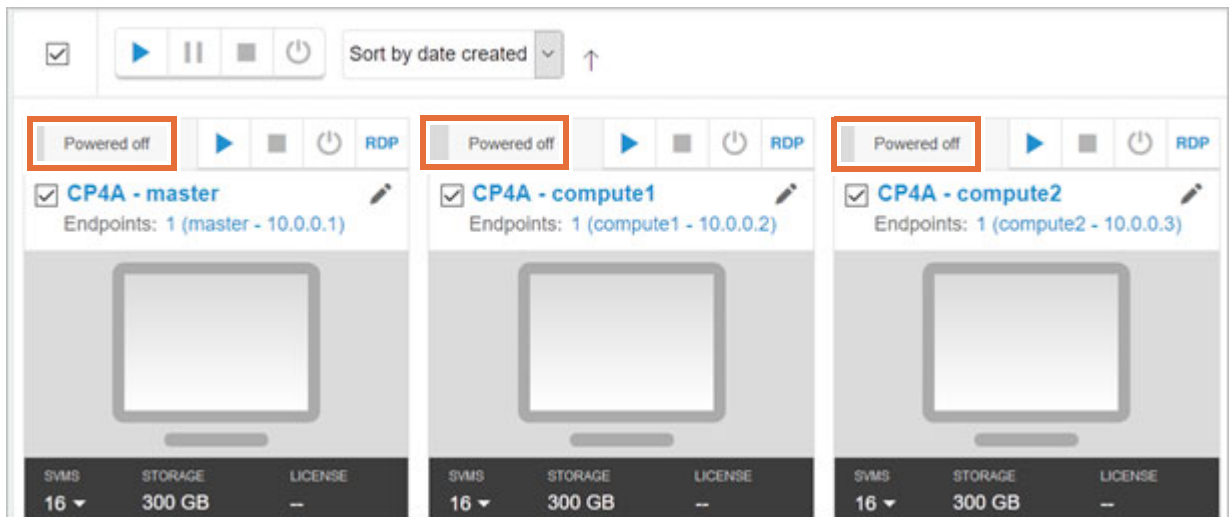 Sort by date created
Powered off RDP
CP4A - master
Endpoints: 1 (master - 10.0.0.1)
SVMS STORAGE LICENSE
16 300 GB --
Powered off RDP
CP4A - compute1
Endpoints: 1 (compute1 - 10.0.0.2)
SVMS STORAGE LICENSE
16 300 GB --
Powered off RDP
CP4A - compute2
Endpoints: 1 (compute2 - 10.0.0.3)
SVMS STORAGE LICENSE
16 300 GB --